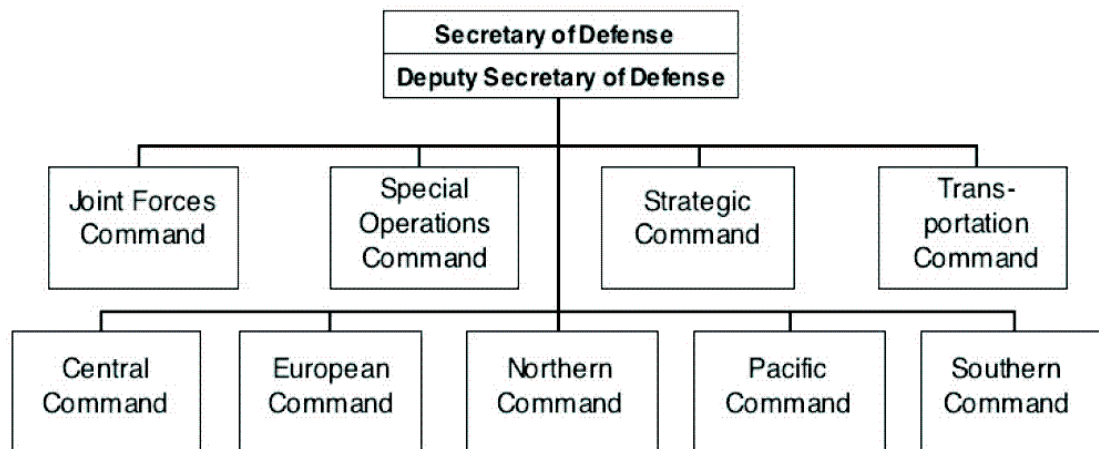 Secretary of Defense
Deputy Secretary of Defense
Joint Forces
Command
Special
Operations
Command
Strategic
Command
Trans-
portation
Command
Central
Command
European
Command
Northern
Command
Pacific
Command
Southern
Command